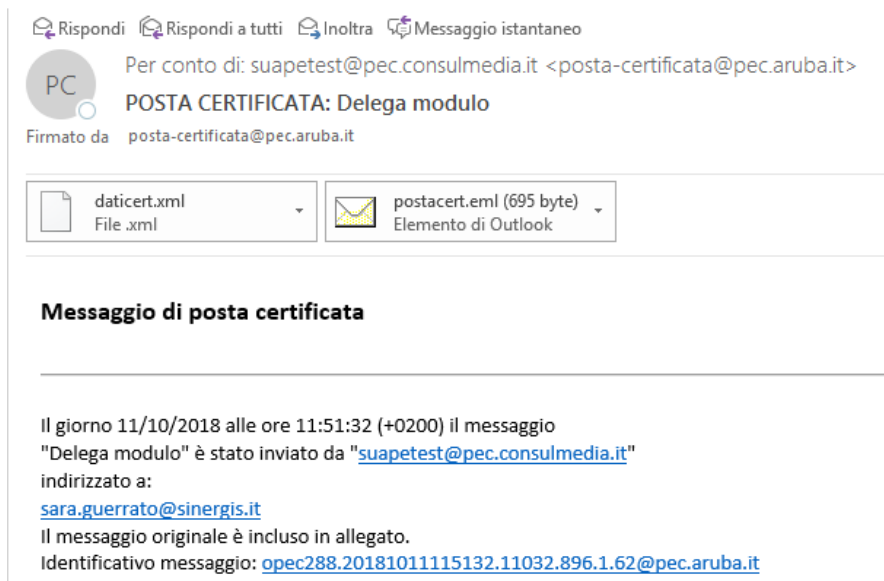 Rispondi Rispondi a tutti Inoltra Messaggio istantaneo
PC
Per conto di: suapetest@pec.consulmedia.it <posta-certificata@pec.aruba.it>
POSTA CERTIFICATA: Delega modulo
Firmato da posta-certificata@pec.aruba.it
daticert.xml
File .xml
postacert.eml (695 byte)
Elemento di Outlook
Messaggio di posta certificata
Il giorno 11/10/2018 alle ore 11:51:32 (+0200) il messaggio
"Delega modulo" è stato inviato da "suapetest@pec.consulmedia.it"
indirizzato a:
sara.guerrato@sinergis.it
Il messaggio originale è incluso in allegato.
Identificativo messaggio: opec288.20181011115132.11032.896.1.62@pec.aruba.it